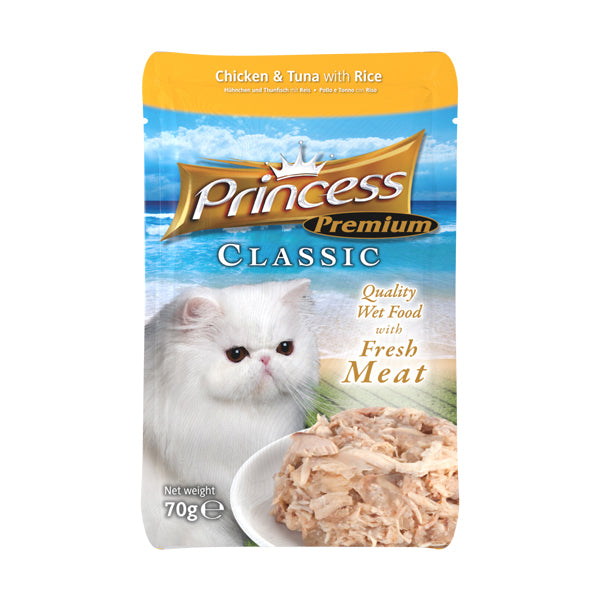 Chicken & Tuna with Rice
Hühnchen und Thunfisch mit Reis • Pollo e Tonno con Riso
Princess
Premium
CLASSIC
Quality
Wet Food
with
Fresh
Meat
Net weight
70g ℮